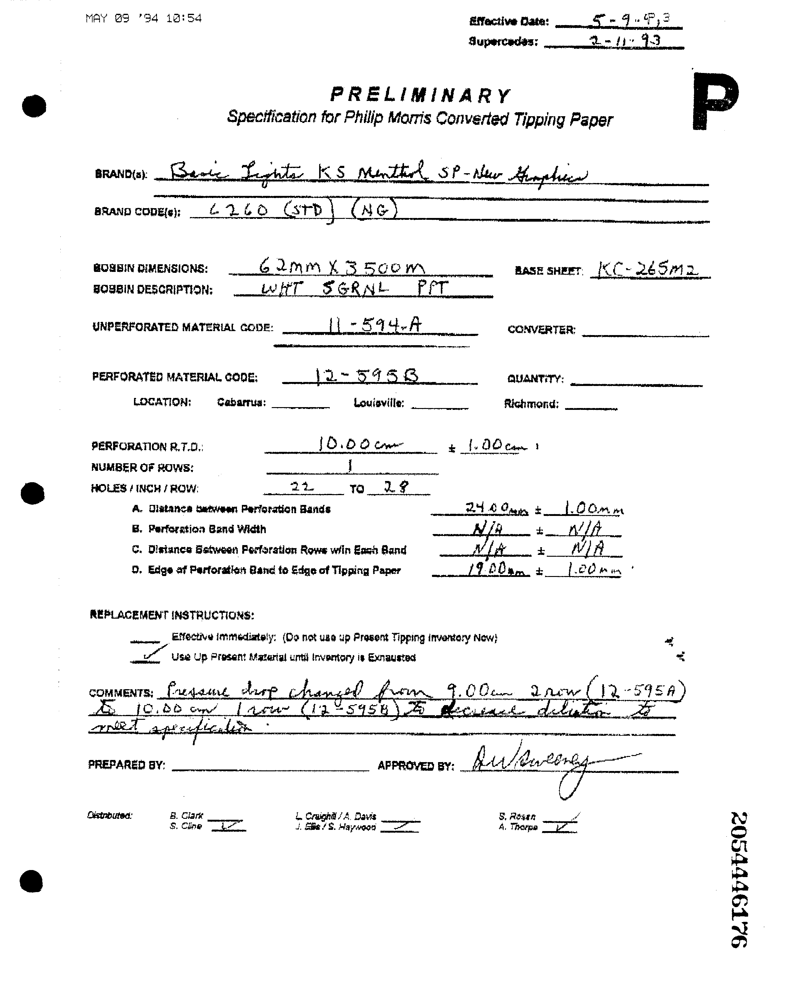 MAY 09 '94 10:54
Effective Date: 5-9-93
Supercedes: 2-11-93
P
PRELIMINARY
Specification for Philip Morris Converted Tipping Paper
BRAND(s): Basic Lights KS Menthol SP-New Graphics
BRAND CODE(s): 6260 (STD) (NG)
BOBBIN DIMENSIONS: 62mm X 3500m BASE SHEET: KC-265M2
BOBBIN DESCRIPTION: WHT SGRNL PPT
UNPERFORATED MATERIAL CODE: 11-594-A CONVERTER:
PERFORATED MATERIAL CODE: 12-595B QUANTITY:
LOCATION: Cabarrus: Louisville: Richmond:
PERFORATION R.T.D.: 10.00 cm ± 1.00 cm
NUMBER OF ROWS: 1
HOLES / INCH / ROW: 22 TO 28
A. Distance between Perforation Bands 24.00mm ± 1.00mm
B. Perforation Band Width N/A ± N/A
C. Distance Between Perforation Rows w/in Each Band N/A ± N/A
D. Edge of Perforation Band to Edge of Tipping Paper 19.00mm ± 1.00mm
REPLACEMENT INSTRUCTIONS:
Effective Immediately: (Do not use up Present Tipping Inventory Now)
✓ Use Up Present Material until Inventory is Exhausted
COMMENTS: Pressure drop changed from 9.00cm 2 row (12-595A)
to 10.00 cm 1 row (12-595B) to decrease dilution to
meet specification.
PREPARED BY: APPROVED BY: DW Sweeney
Distributed: B. Clark L. Craighill / A. Davis S. Rosen ✓
S. Cline ✓ J. Ellis / S. Haywood ✓ A. Thorpe ✓
2054446176